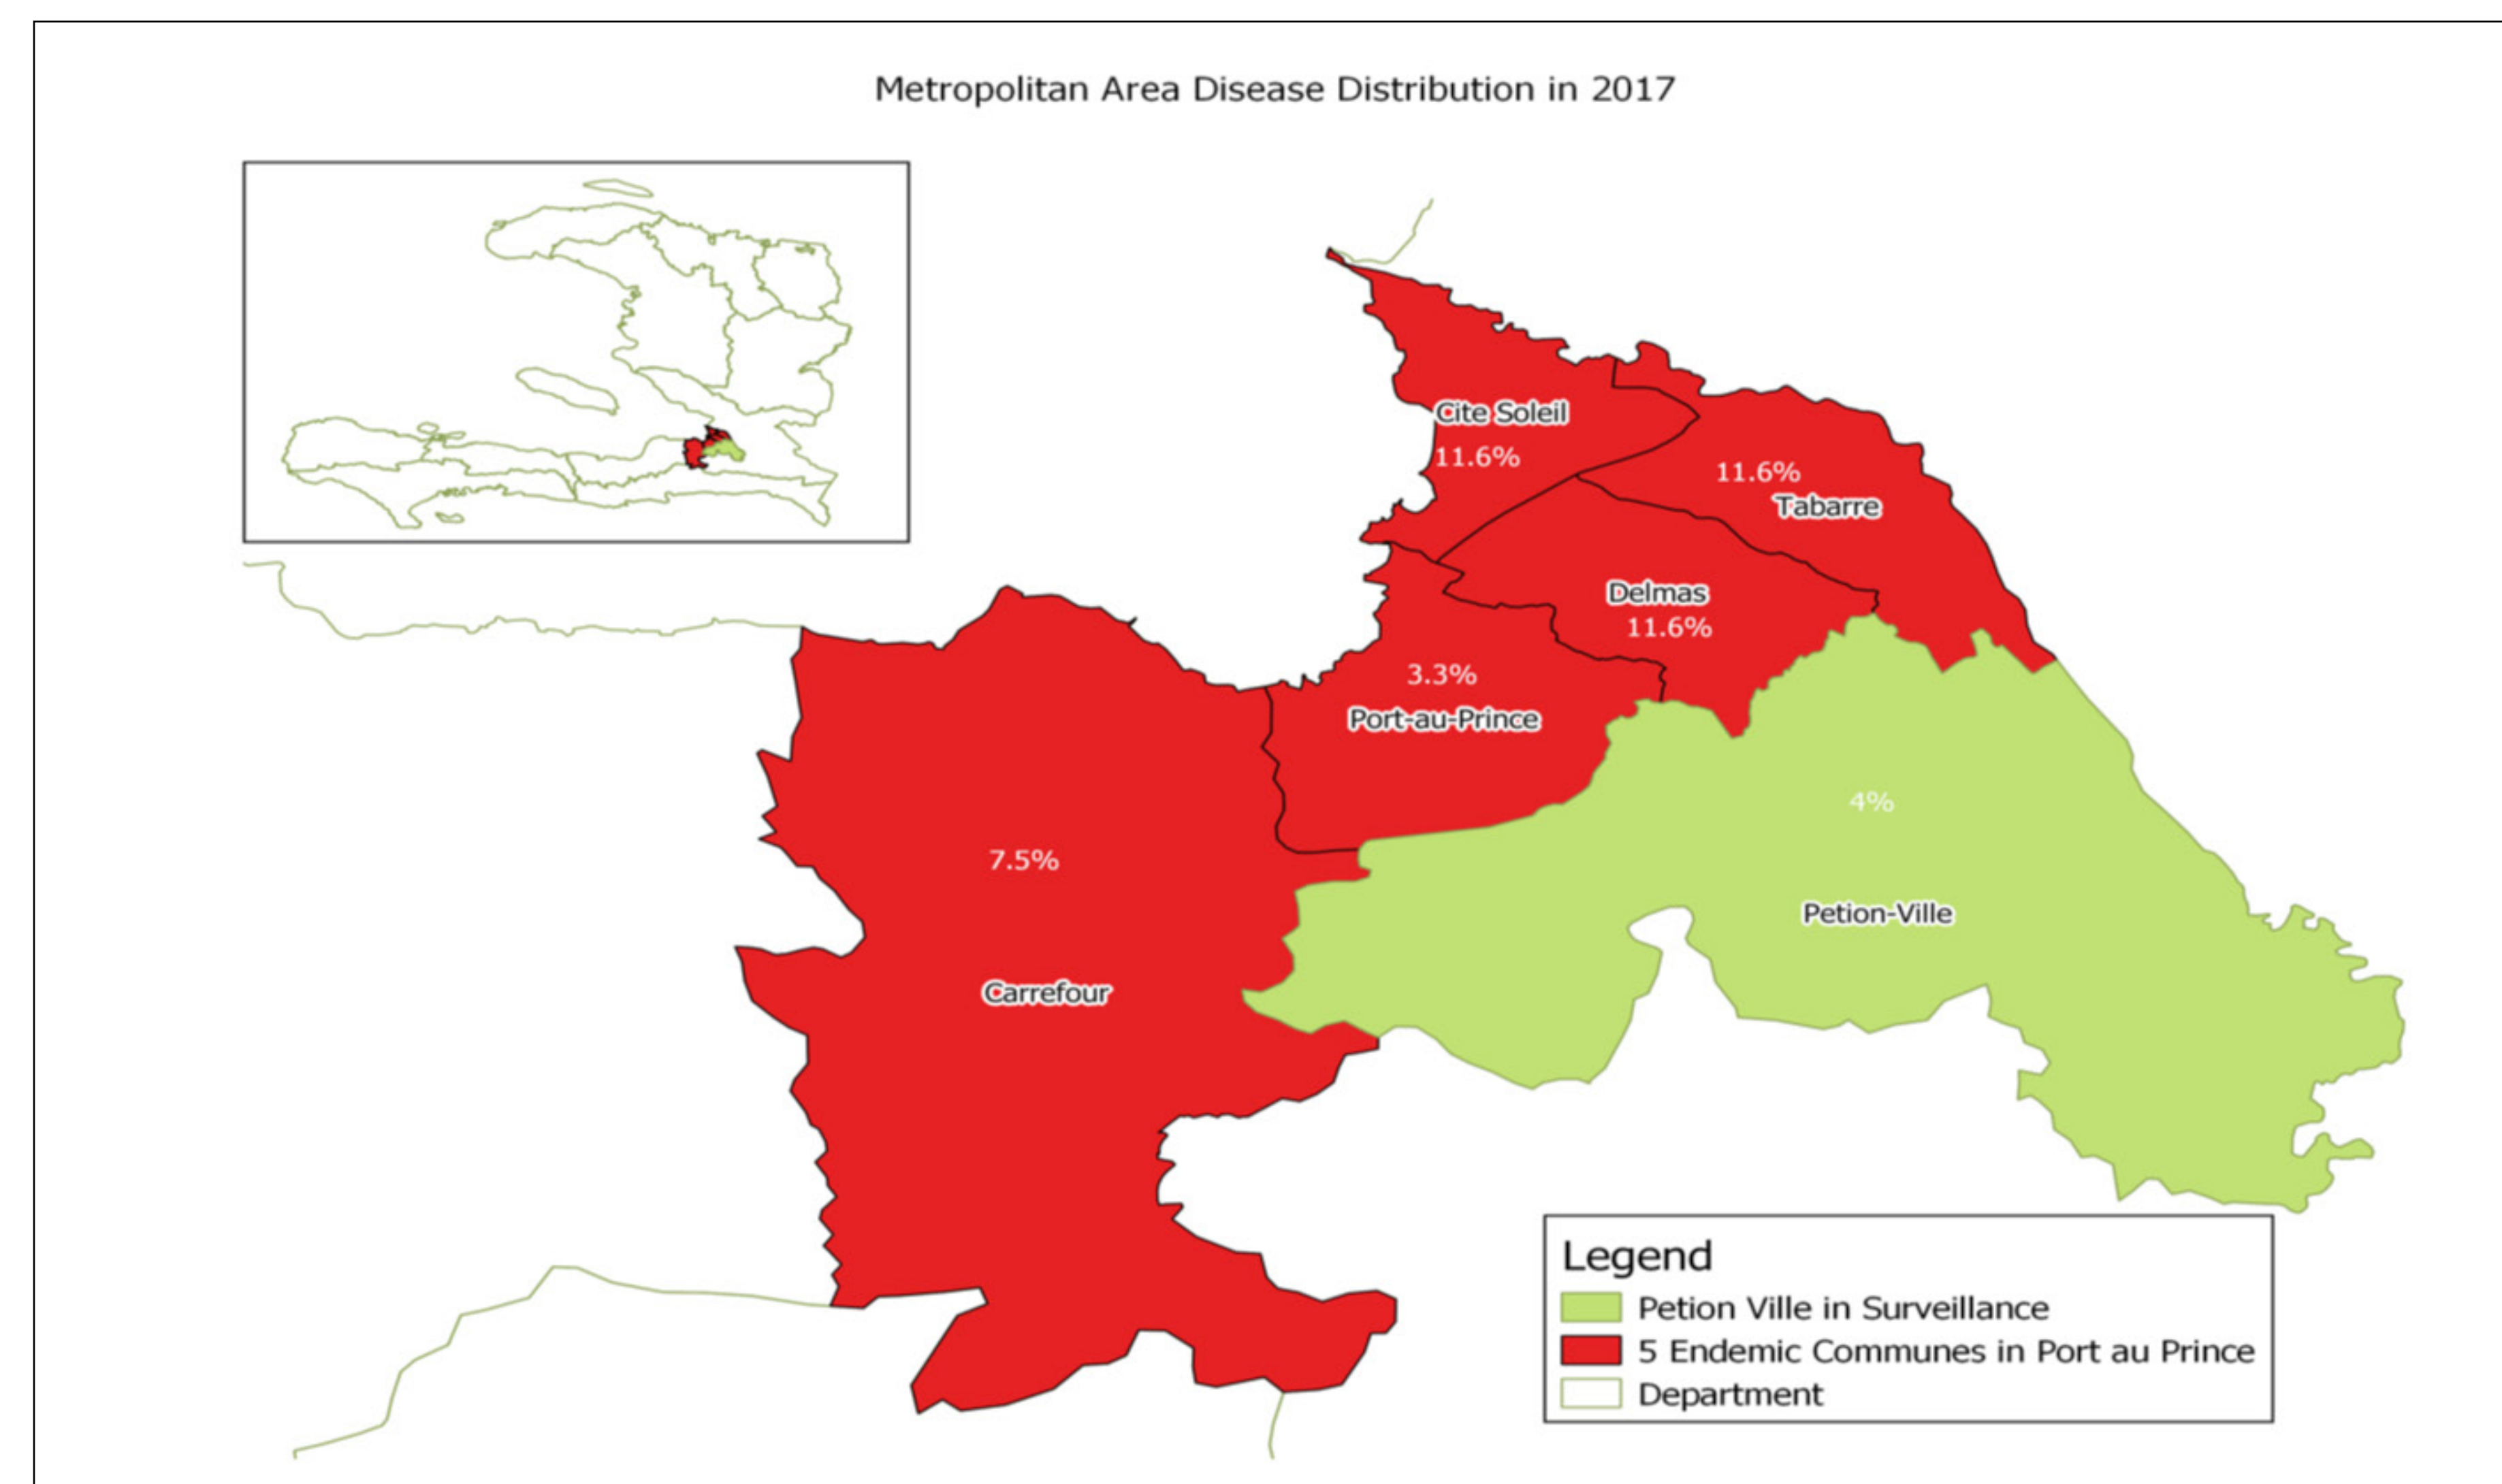 Metropolitan Area Disease Distribution in 2017
Cite Soleil
11.6%
11.6%
Tabarre
Delmas
11.6%
3.3%
Port-au-Prince
4%
7.5%
Petion-Ville
Carrefour
Legend
Petion Ville in Surveillance
5 Endemic Communes in Port au Prince
Department